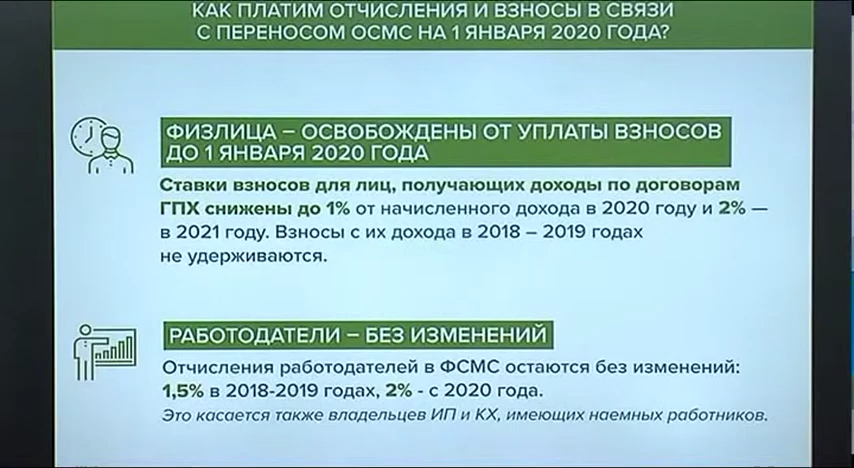 КАК ПЛАТИМ ОТЧИСЛЕНИЯ И ВЗНОСЫ В СВЯЗИ
С ПЕРЕНОСОМ ОСМС НА 1 ЯНВАРЯ 2020 ГОДА?
ФИЗЛИЦА – ОСВОБОЖДЕНЫ ОТ УПЛАТЫ ВЗНОСОВ
ДО 1 ЯНВАРЯ 2020 ГОДА
Ставки взносов для лиц, получающих доходы по договорам
ГПХ снижены до 1% от начисленного дохода в 2020 году и 2% —
в 2021 году. Взносы с их дохода в 2018 – 2019 годах
не удерживаются.
РАБОТОДАТЕЛИ – БЕЗ ИЗМЕНЕНИЙ
Отчисления работодателей в ФСМС остаются без изменений:
1,5% в 2018-2019 годах, 2% - с 2020 года.
Это касается также владельцев ИП и КХ, имеющих наемных работников.